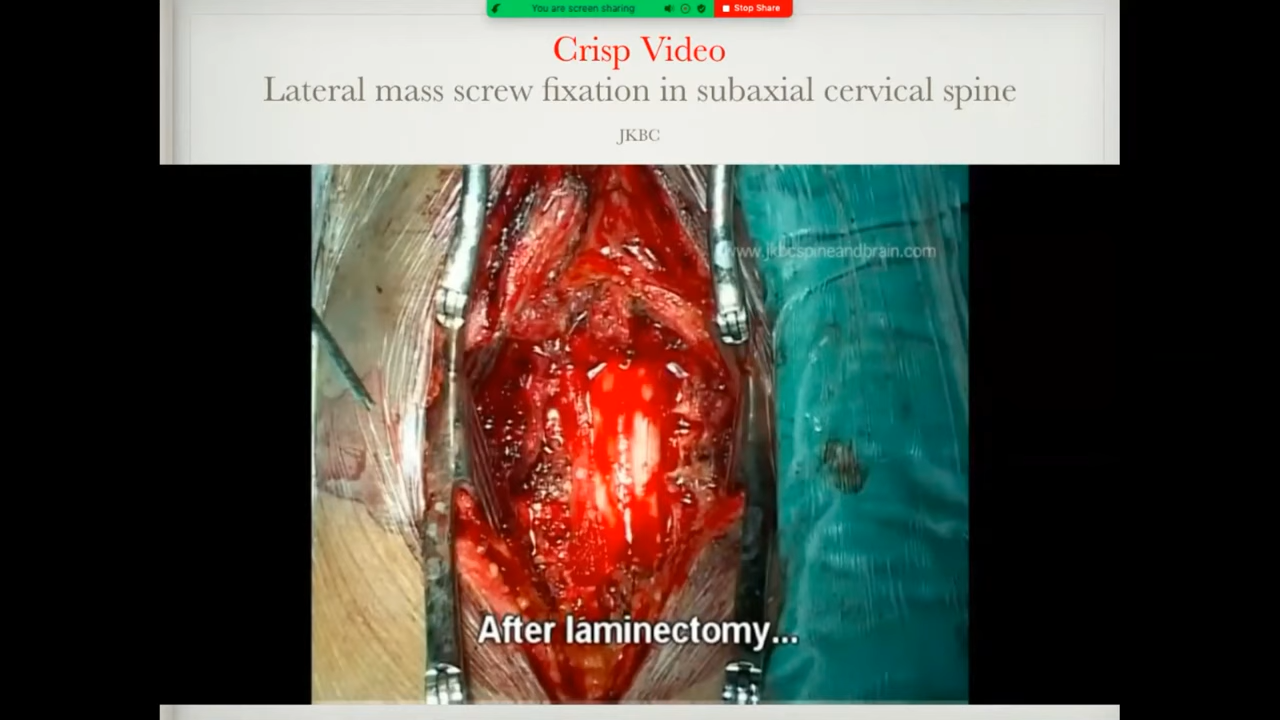 You are screen sharing
Stop Share
Crisp Video
Lateral mass screw fixation in subaxial cervical spine
JKBC
www.jkbcspineandbrain.com
After laminectomy...